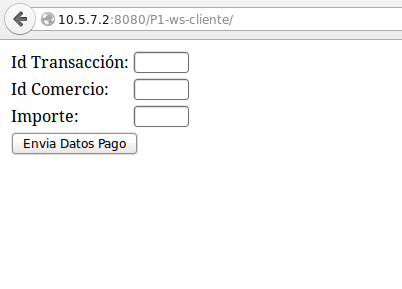 10.5.7.2:8080/P1-ws-cliente/
Id Transacción:
Id Comercio:
Importe:
Envia Datos Pago